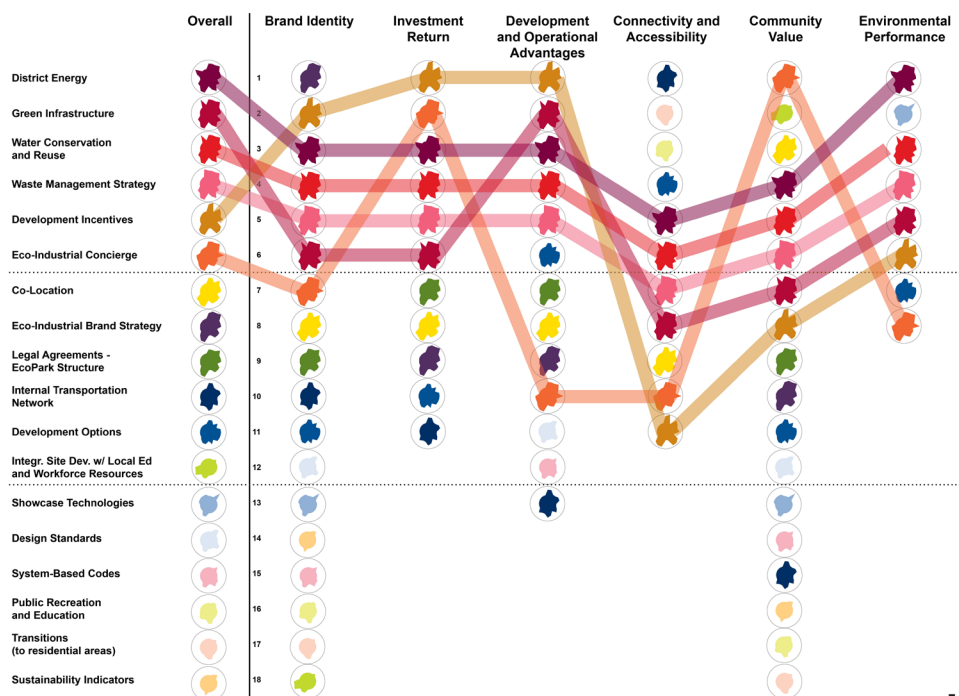 Overall
Brand Identity
Investment
Return
Development
and Operational
Advantages
Connectivity and
Accessibility
Community
Value
Environmental
Performance
District Energy
1
Green Infrastructure
2
Water Conservation
and Reuse
3
Waste Management Strategy
4
Development Incentives
5
Eco-Industrial Concierge
6
Co-Location
7
Eco-Industrial Brand Strategy
8
Legal Agreements -
EcoPark Structure
9
Internal Transportation
Network
10
Development Options
11
Integr. Site Dev. w/ Local Ed
and Workforce Resources
12
Showcase Technologies
13
Design Standards
14
System-Based Codes
15
Public Recreation
and Education
16
Transitions
(to residential areas)
17
Sustainability Indicators
18